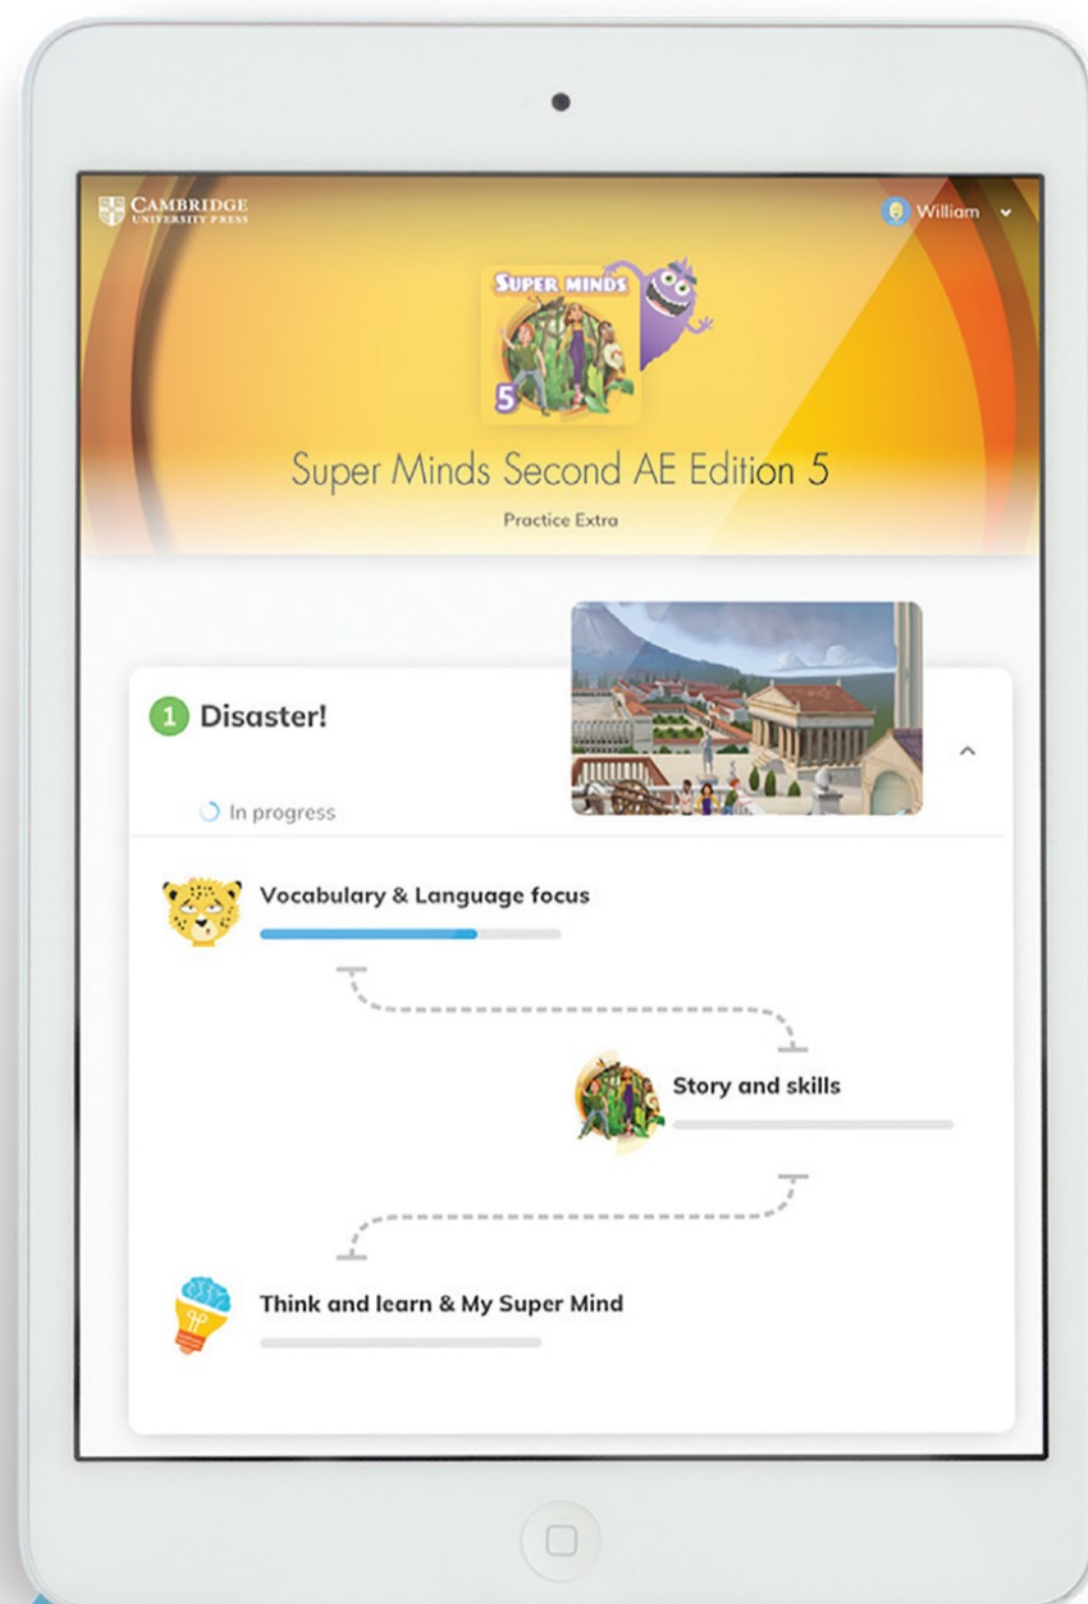 CAMBRIDGE
UNIVERSITY PRESS
William
SUPER MINDS
5
Super Minds Second AE Edition 5
Practice Extra
1 Disaster!
In progress
Vocabulary & Language focus
Story and skills
Think and learn & My Super Mind